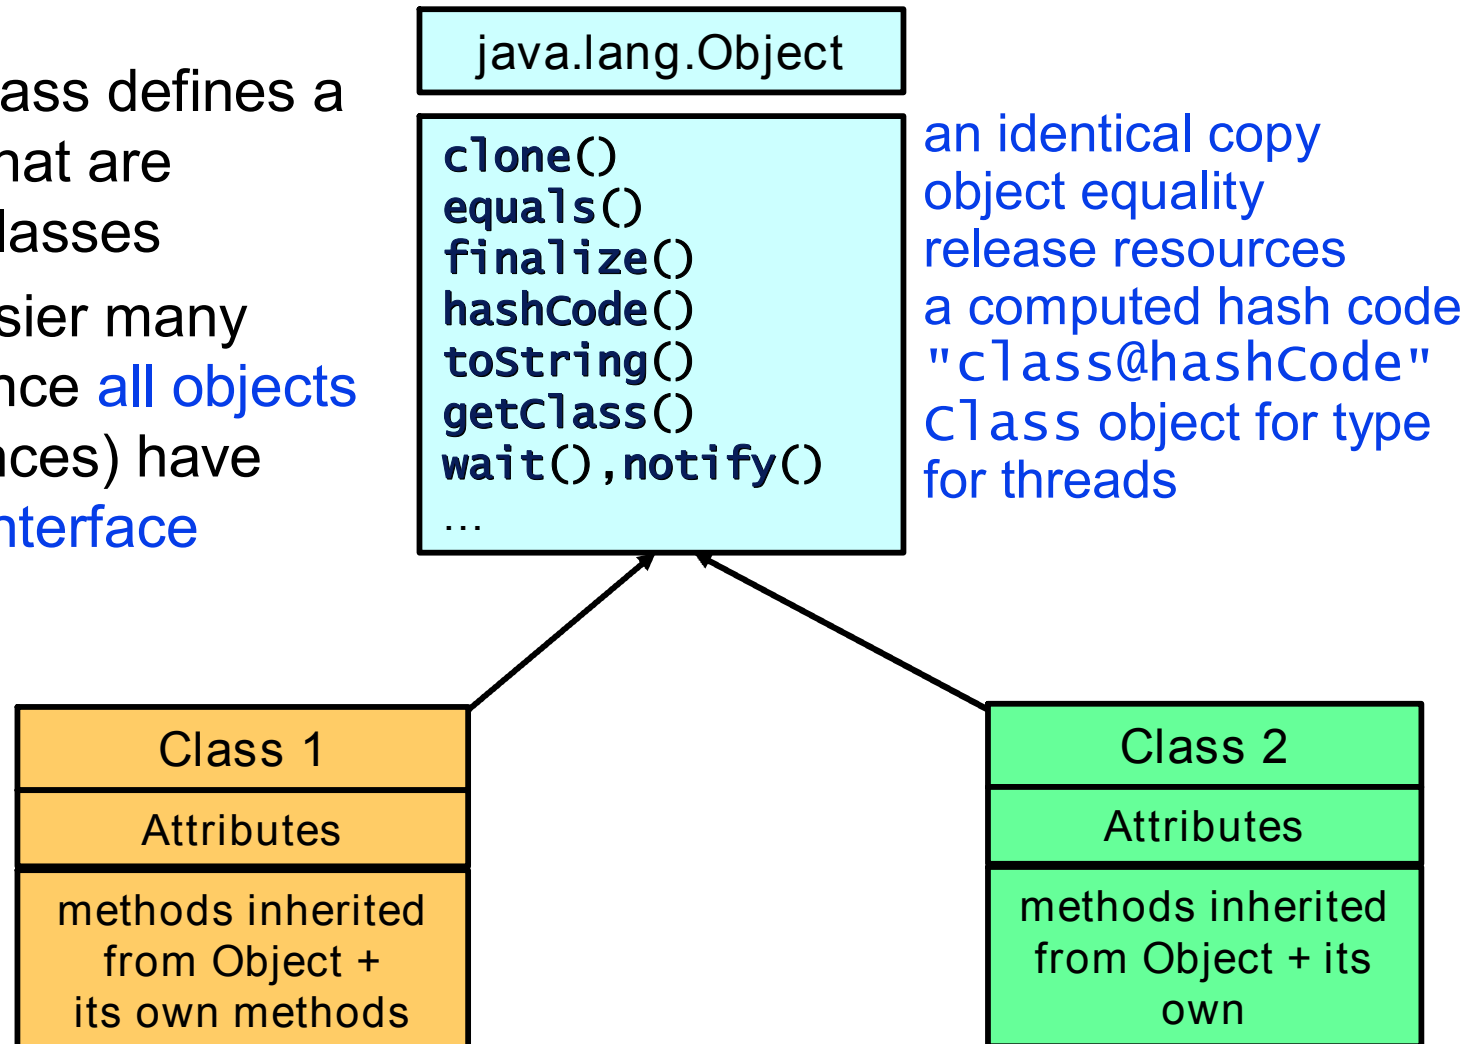 lass defines a
hat are
lasses
sier many
nce all objects
nces) have
nterface
java.lang.Object
clone()
equals()
finalize()
hashCode()
toString()
getClass()
wait(),notify()
...
an identical copy
object equality
release resources
a computed hash code
"class@hashCode"
Class object for type
for threads
Class 1
Attributes
methods inherited
from Object +
its own methods
Class 2
Attributes
methods inherited
from Object + its
own